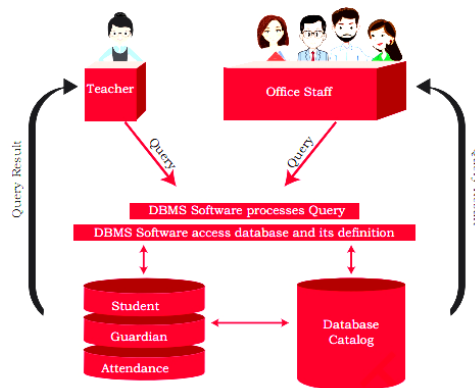 Teacher
Office Staff
Query Result
Query
Query
DBMS Software processes Query
DBMS Software access database and its definition
Student
Guardian
Attendance
Database
Catalog